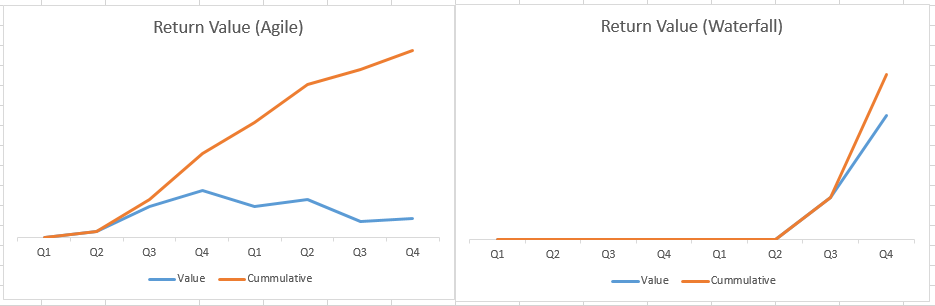 Return Value (Agile)
Q1 Q2 Q3 Q4 Q1 Q2 Q3 Q4
Value Cummulative
Return Value (Waterfall)
Q1 Q2 Q3 Q4 Q1 Q2 Q3 Q4
Value Cummulative